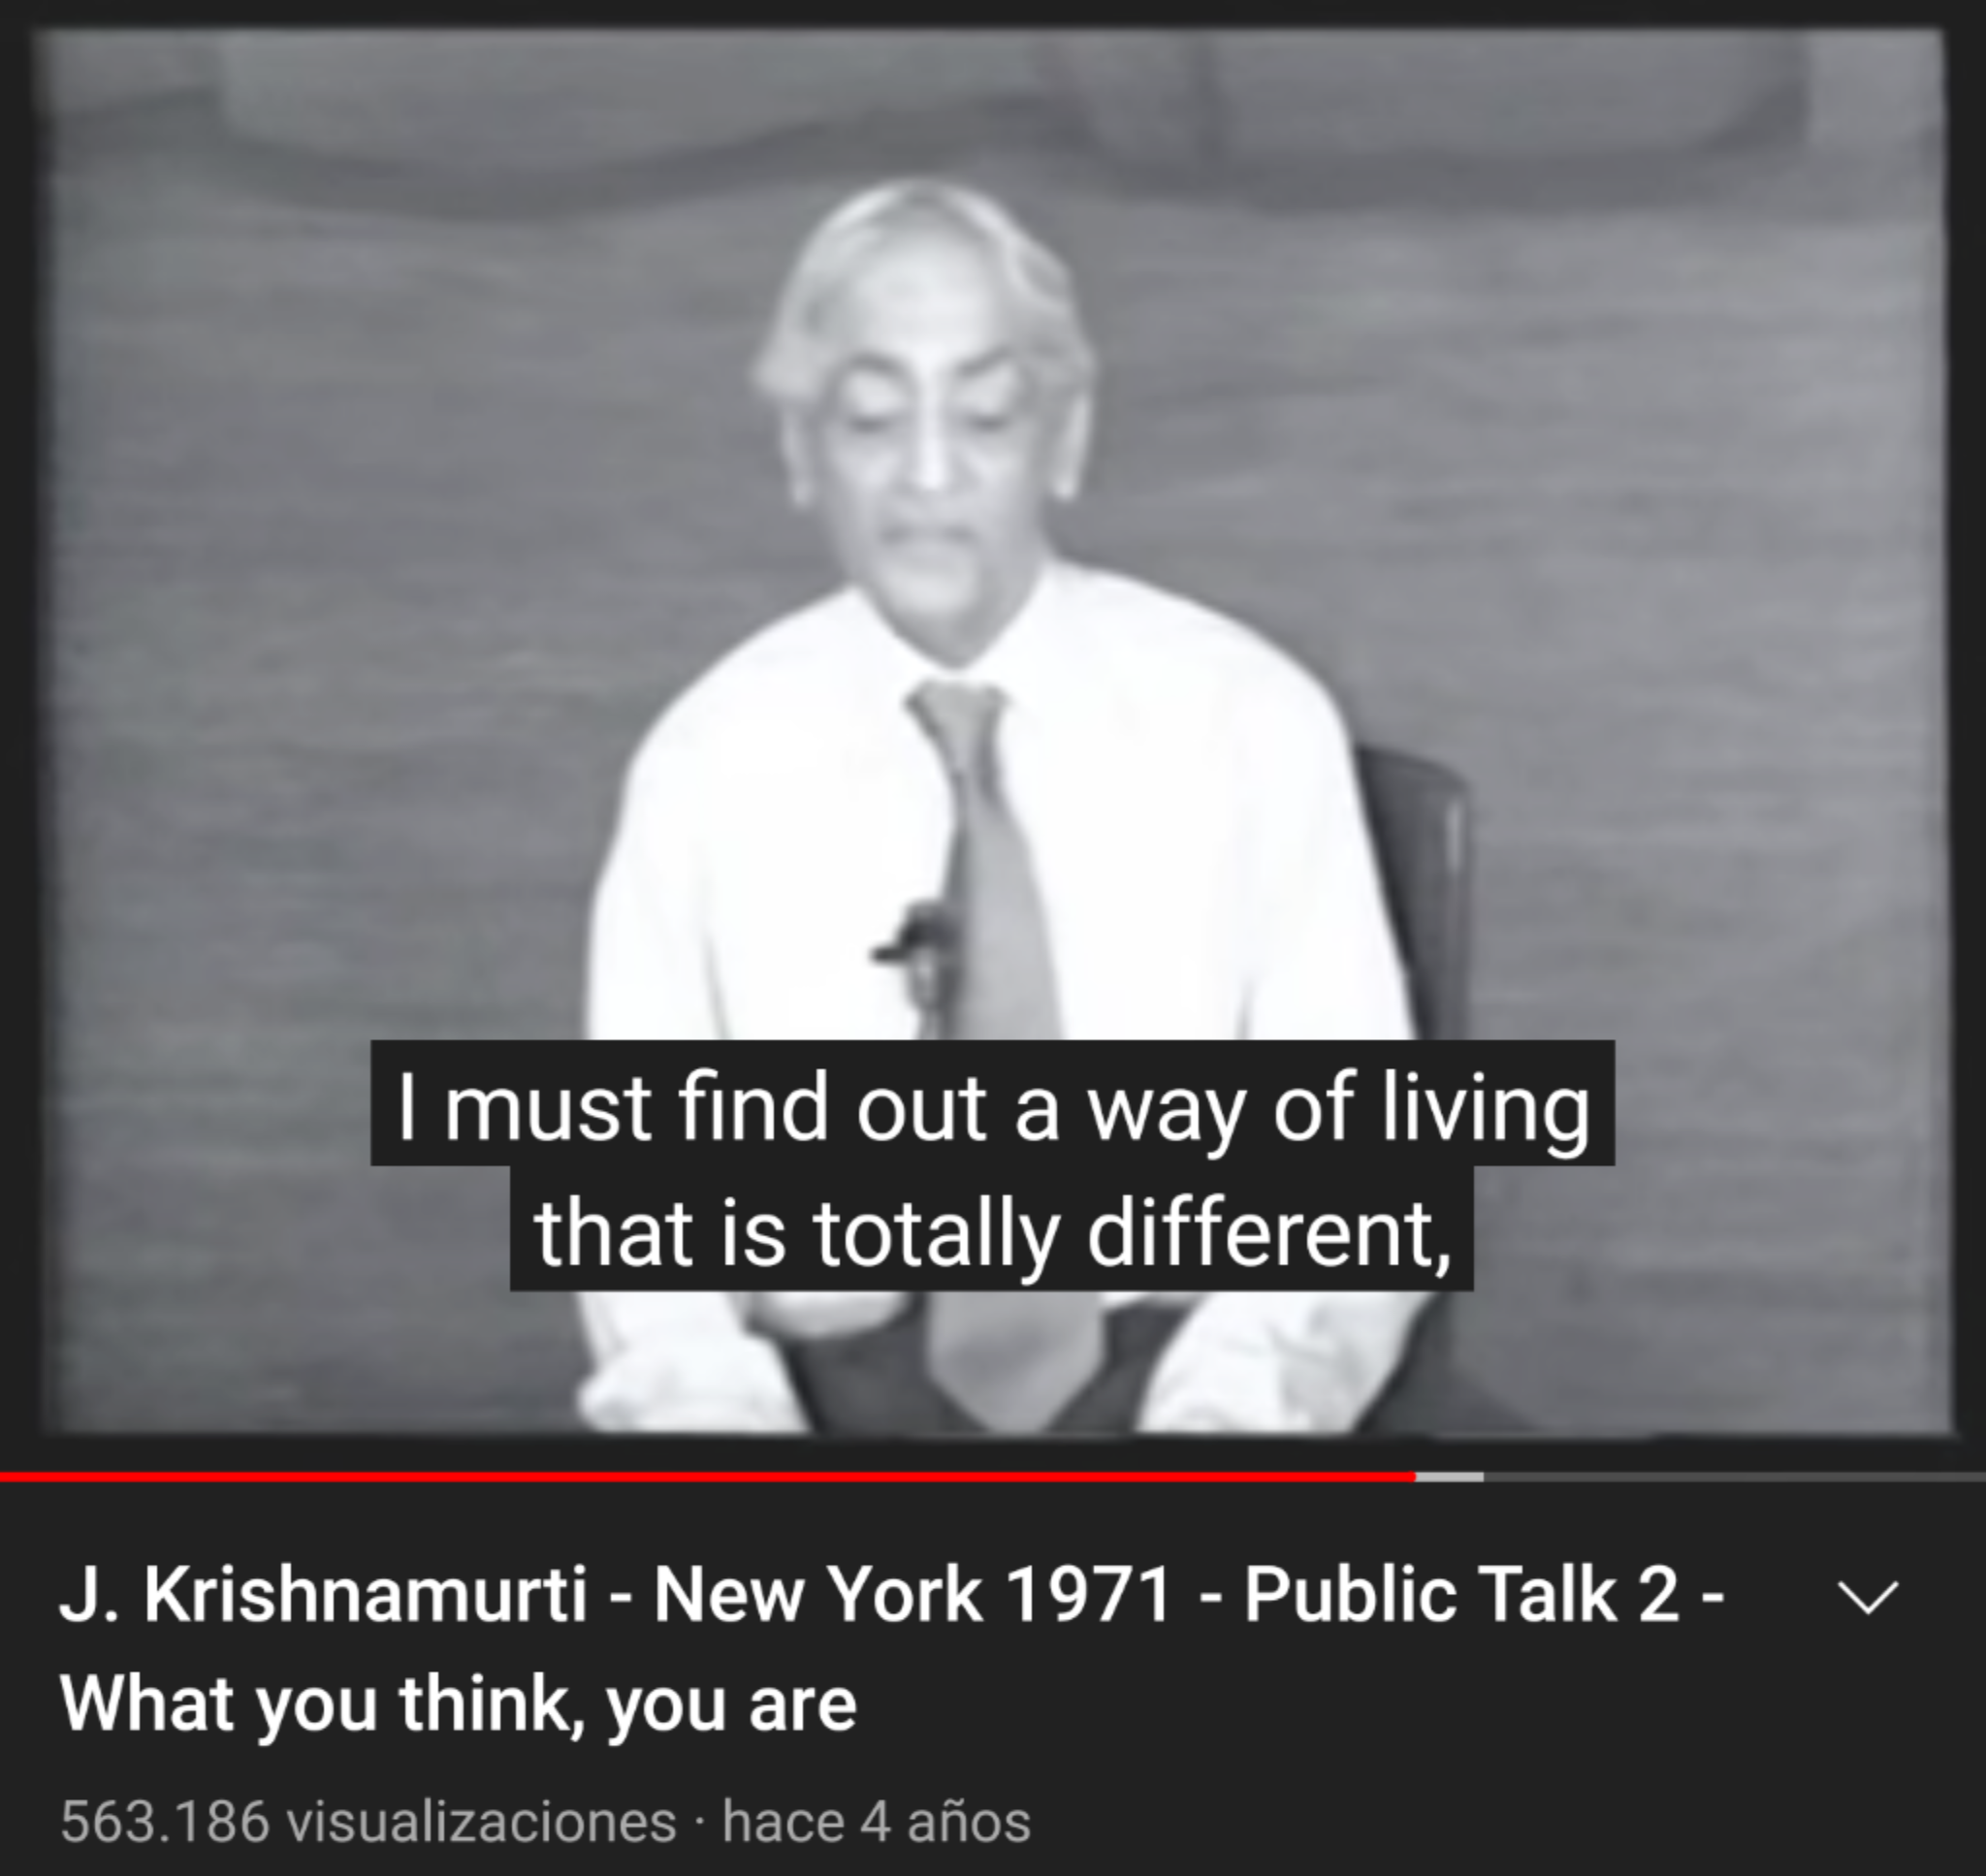 I must find out a way of living
that is totally different,
J. Krishnamurti - New York 1971 - Public Talk 2 -
What you think, you are
563.186 visualizaciones · hace 4 años